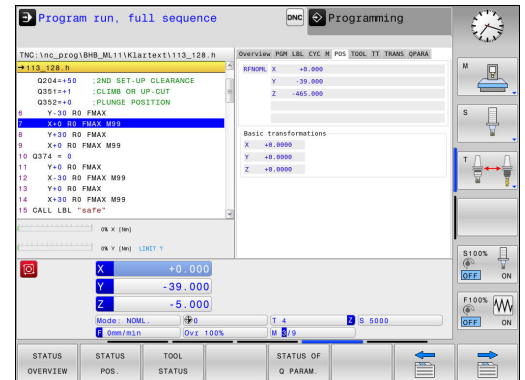 Program run, full sequence
DNC
Programming
TNC:\nc_prog\BHB_ML11\Klartext\113_128.h
→113_128.h
Q204=+50 ;2ND SET-UP CLEARANCE
Q351=+1 ;CLIMB OR UP-CUT
Q352=+0 ;PLUNGE POSITION
6 Y-30 R0 FMAX
7 X+0 R0 FMAX M99
8 Y+30 R0 FMAX
9 X+0 R0 FMAX M99
10 Q374 = 0
11 Y+0 R0 FMAX
12 X-30 R0 FMAX M99
13 Y+0 R0 FMAX
14 X+30 R0 FMAX M99
15 CALL LBL "safe"
0% X [Nm]
0% Y [Nm] LIMIT Y
Overview PGM LBL CYC M POS TOOL TT TRANS QPARA
RFNOML X +0.000
Y -39.000
Z -465.000
Basic transformations
X +0.0000
Y +0.0000
Z +0.0000
X +0.000
Y -39.000
Z -5.000
Mode: NOML. 0 T 4 Z S 5000
F 0mm/min Ovr 100% M 5/9
M
S
T
S100%
OFF ON
F100%
OFF ON
STATUS OVERVIEW
STATUS POS.
TOOL STATUS
STATUS OF Q PARAM.